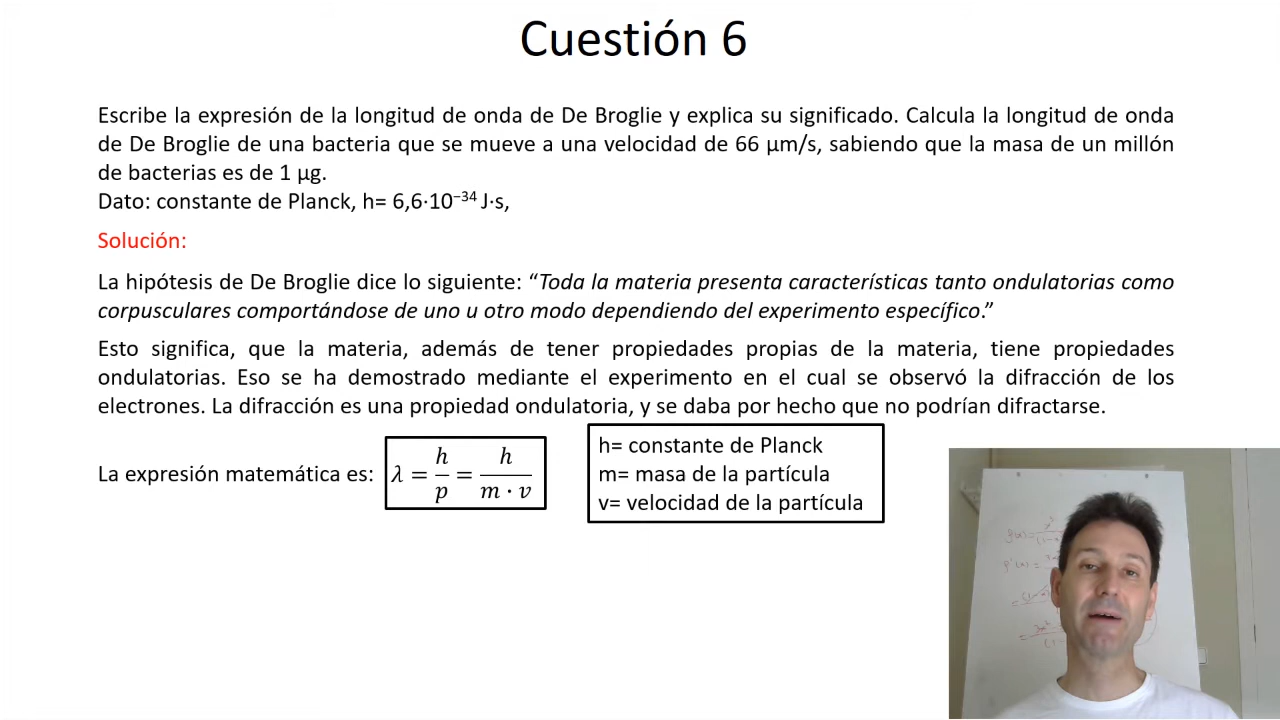 Cuestión 6
Escribe la expresión de la longitud de onda de De Broglie y explica su significado. Calcula la longitud de onda
de De Broglie de una bacteria que se mueve a una velocidad de 66 μm/s, sabiendo que la masa de un millón
de bacterias es de 1 μg.
Dato: constante de Planck, h= 6,6·10⁻³⁴ J·s,
Solución:
La hipótesis de De Broglie dice lo siguiente: “Toda la materia presenta características tanto ondulatorias como
corpusculares comportándose de uno u otro modo dependiendo del experimento específico.”
Esto significa, que la materia, además de tener propiedades propias de la materia, tiene propiedades
ondulatorias. Eso se ha demostrado mediante el experimento en el cual se observó la difracción de los
electrones. La difracción es una propiedad ondulatoria, y se daba por hecho que no podrían difractarse.
La expresión matemática es: λ = h/p = h/(m · v)
h= constante de Planck
m= masa de la partícula
v= velocidad de la partícula